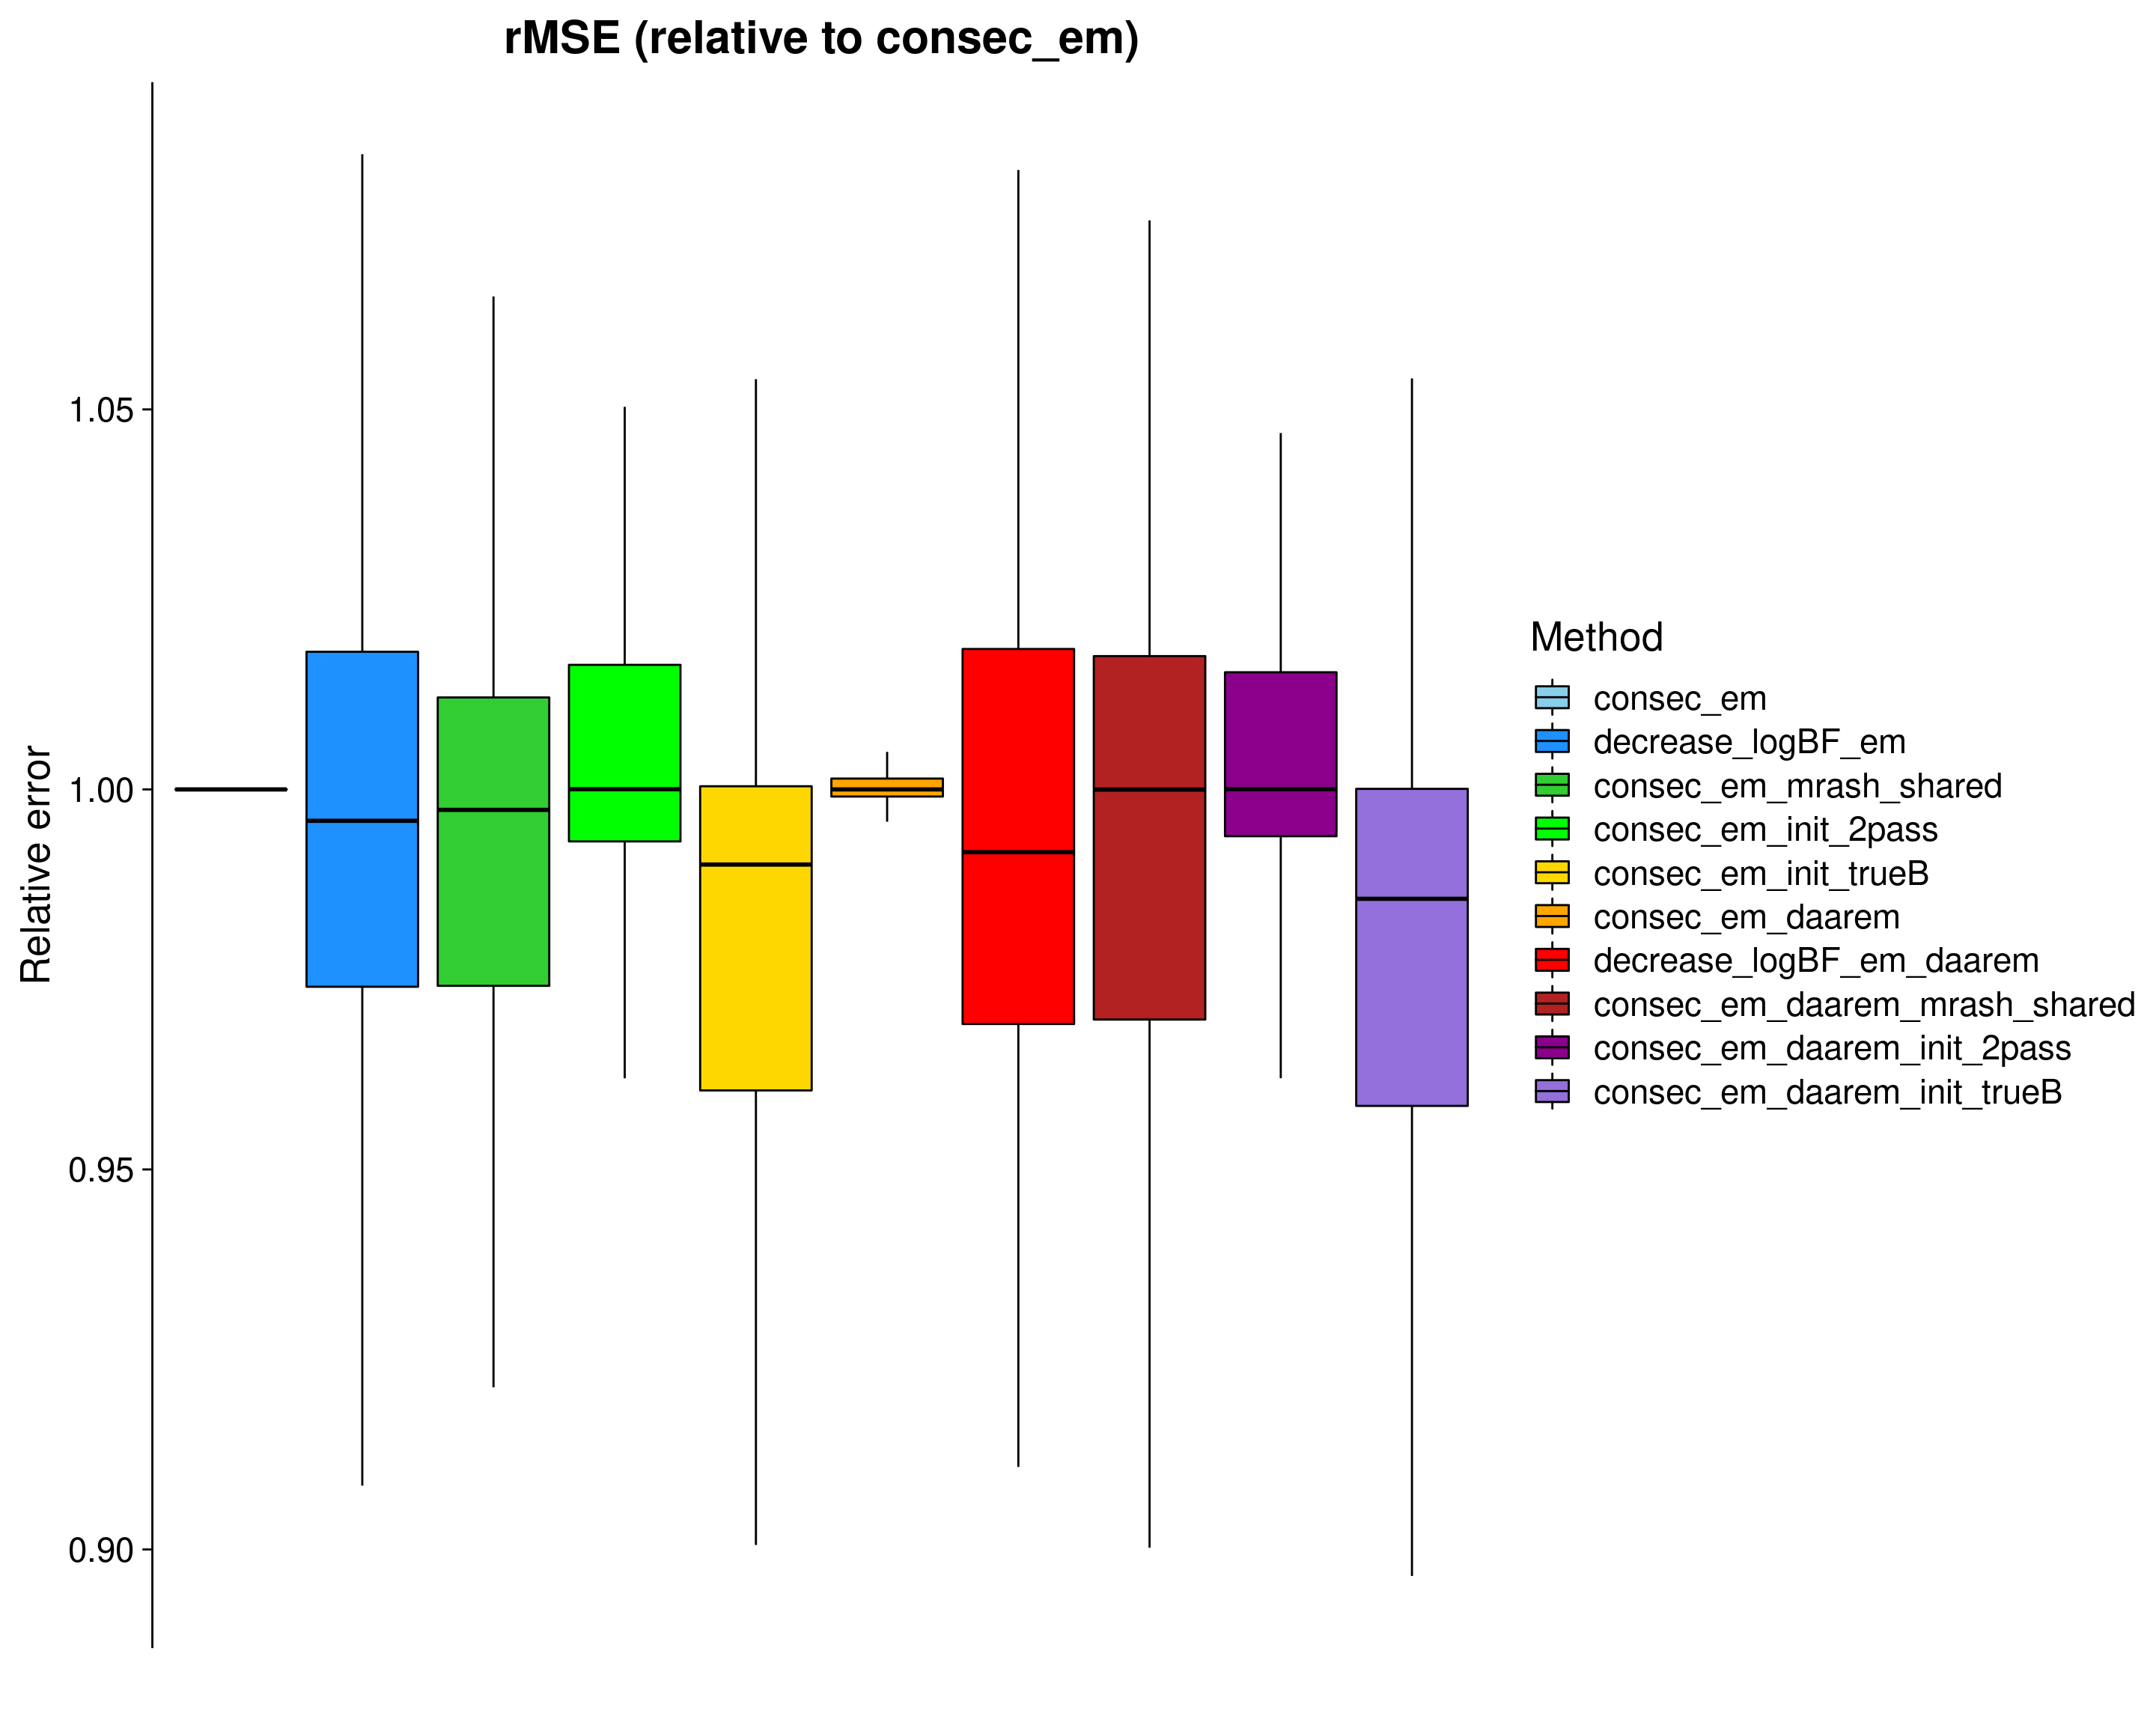 rMSE (relative to consec_em)
Relative error
1.05
1.00
0.95
0.90
Method
consec_em
decrease_logBF_em
consec_em_mrash_shared
consec_em_init_2pass
consec_em_init_trueB
consec_em_daarem
decrease_logBF_em_daarem
consec_em_daarem_mrash_shared
consec_em_daarem_init_2pass
consec_em_daarem_init_trueB